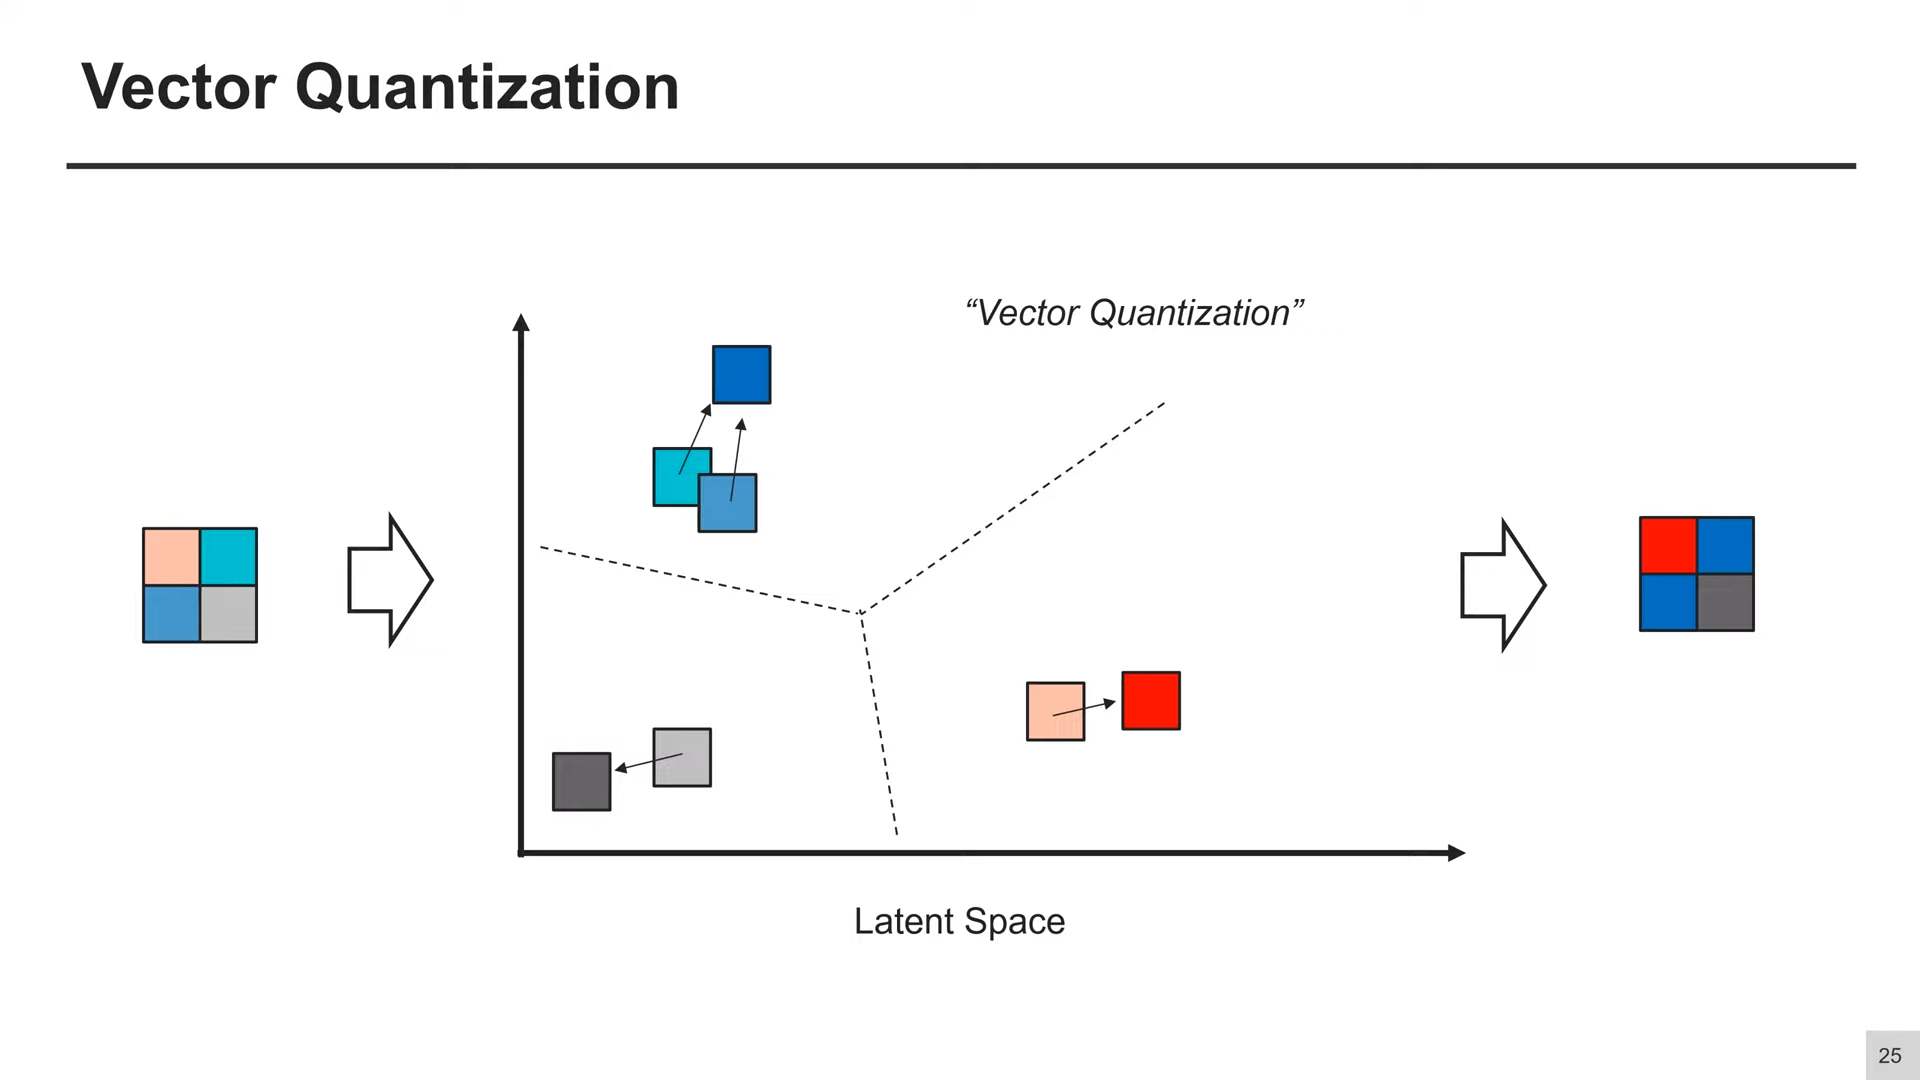 Vector Quantization
“Vector Quantization”
Latent Space
25